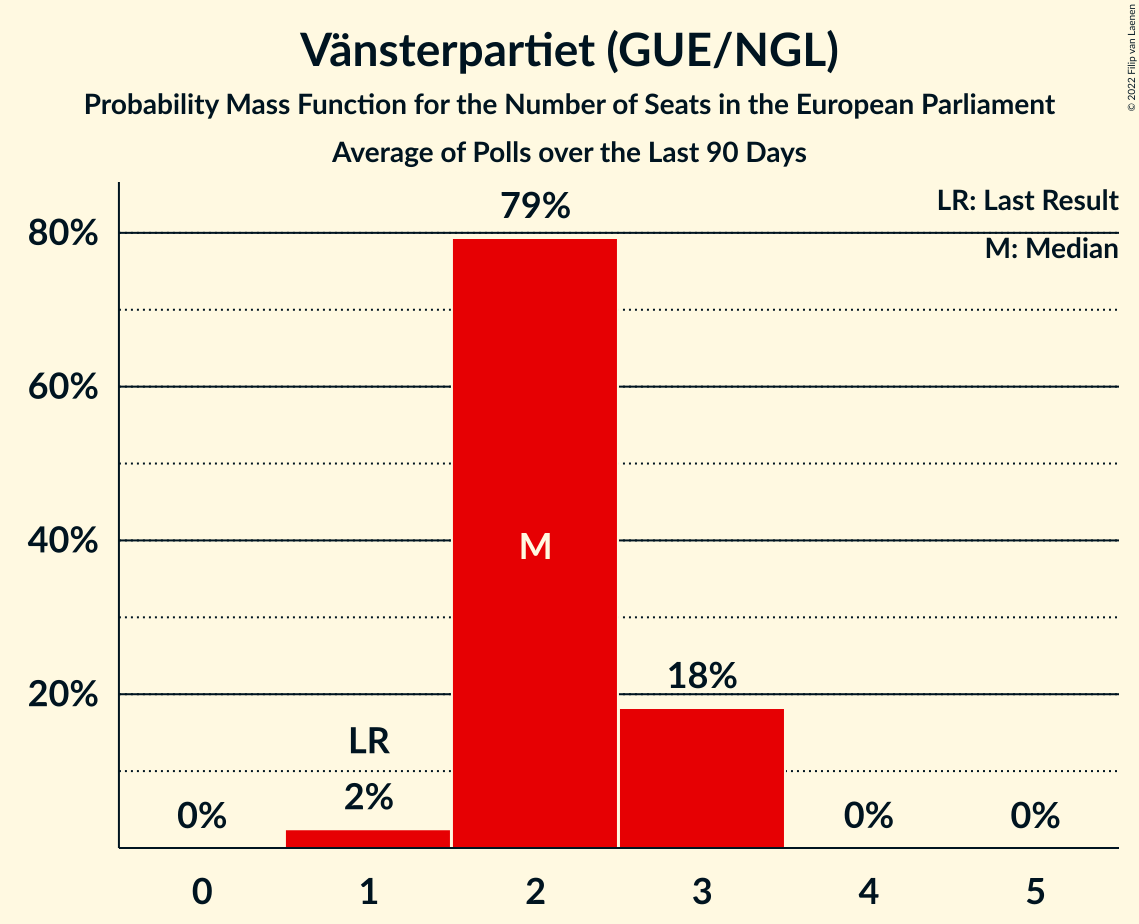 Vänsterpartiet (GUE/NGL)
Probability Mass Function for the Number of Seats in the European Parliament
Average of Polls over the Last 90 Days
© 2022 Filip van Laenen
LR: Last Result
M: Median
80%
60%
40%
20%
0%
LR
2%
79%
M
18%
0%
0%
0 1 2 3 4 5